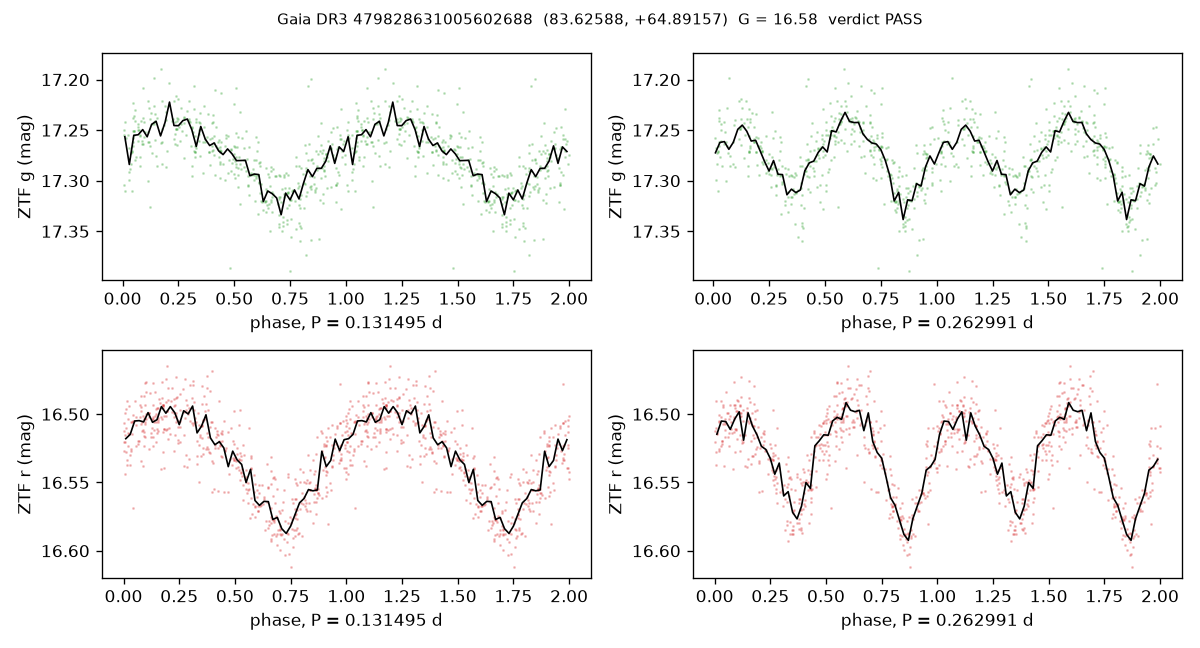 Gaia DR3 479828631005602688  (83.62588, +64.89157)  G = 16.58  verdict PASS
ZTF g (mag)
17.20
17.25
17.30
17.35
0.00 0.25 0.50 0.75 1.00 1.25 1.50 1.75 2.00
phase, P = 0.131495 d
ZTF g (mag)
17.20
17.25
17.30
17.35
0.00 0.25 0.50 0.75 1.00 1.25 1.50 1.75 2.00
phase, P = 0.262991 d
ZTF r (mag)
16.50
16.55
16.60
0.00 0.25 0.50 0.75 1.00 1.25 1.50 1.75 2.00
phase, P = 0.131495 d
ZTF r (mag)
16.50
16.55
16.60
0.00 0.25 0.50 0.75 1.00 1.25 1.50 1.75 2.00
phase, P = 0.262991 d